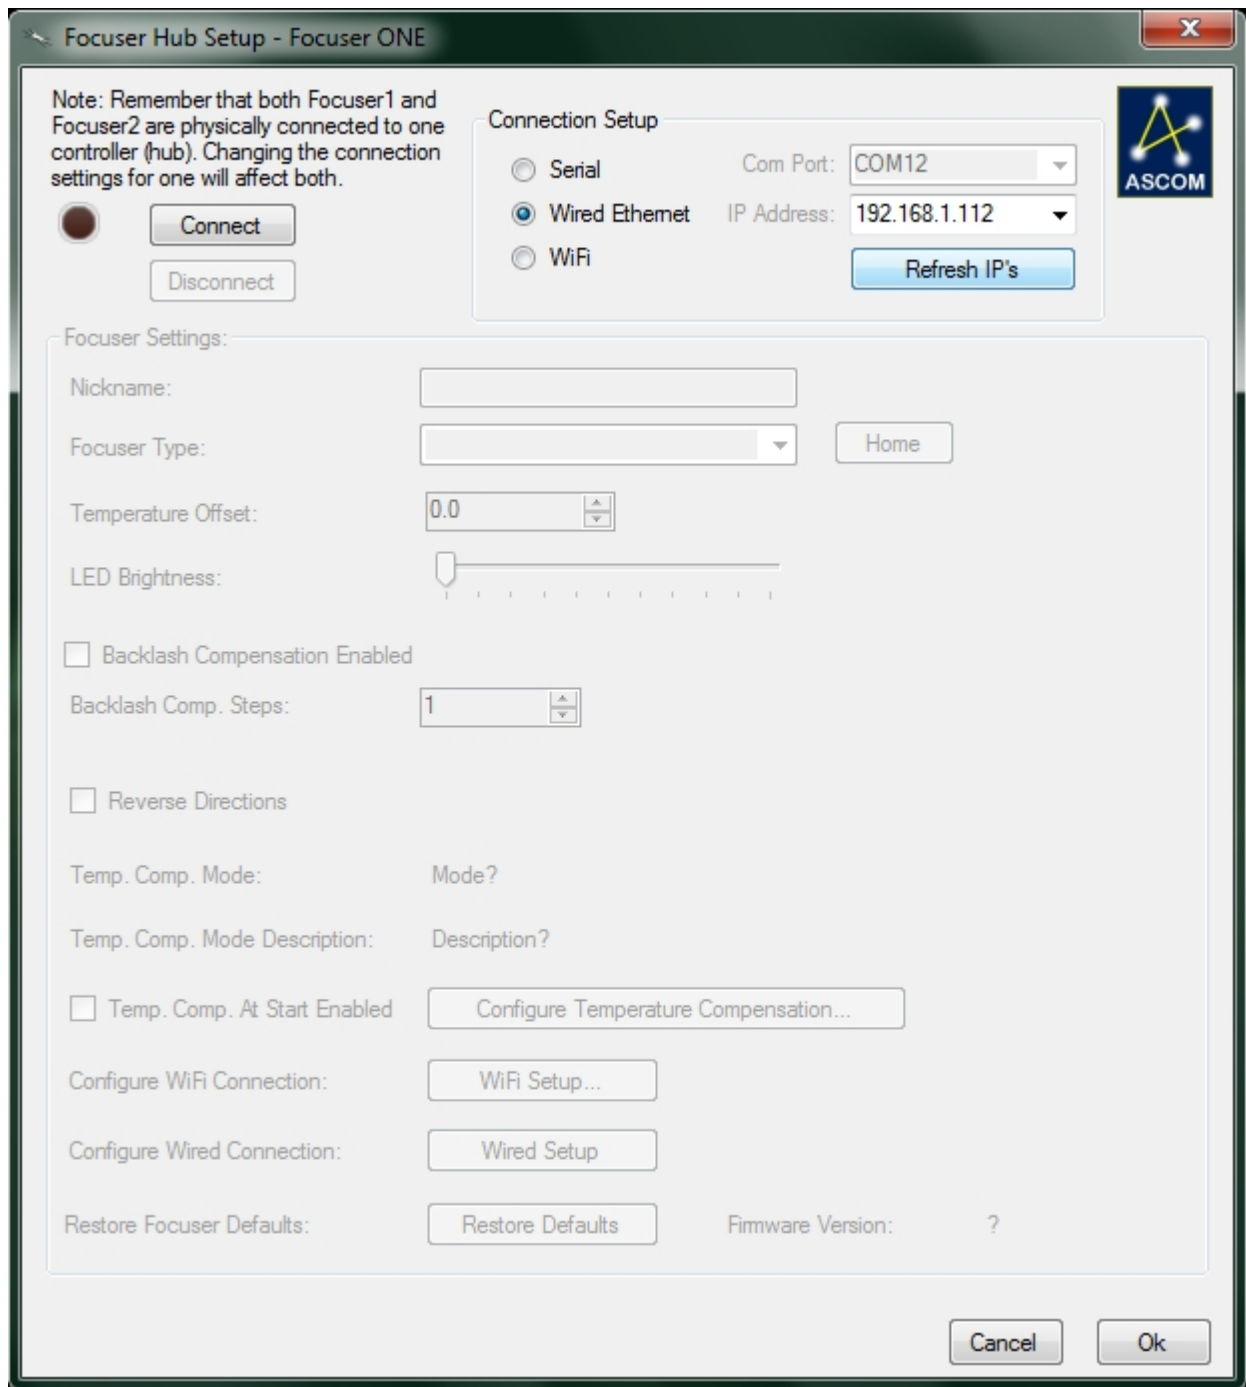 Focuser Hub Setup - Focuser ONE
X
Note: Remember that both Focuser1 and
Focuser2 are physically connected to one
controller (hub). Changing the connection
settings for one will affect both.
Connect
Disconnect
Connection Setup
Serial
Com Port:
COM12
Wired Ethernet
IP Address:
192.168.1.112
WiFi
Refresh IP's
ASCOM
Focuser Settings:
Nickname:
Focuser Type:
Home
Temperature Offset:
0.0
LED Brightness:
Backlash Compensation Enabled
Backlash Comp. Steps:
1
Reverse Directions
Temp. Comp. Mode:
Mode?
Temp. Comp. Mode Description:
Description?
Temp. Comp. At Start Enabled
Configure Temperature Compensation...
Configure WiFi Connection:
WiFi Setup...
Configure Wired Connection:
Wired Setup
Restore Focuser Defaults:
Restore Defaults
Firmware Version:
?
Cancel
Ok